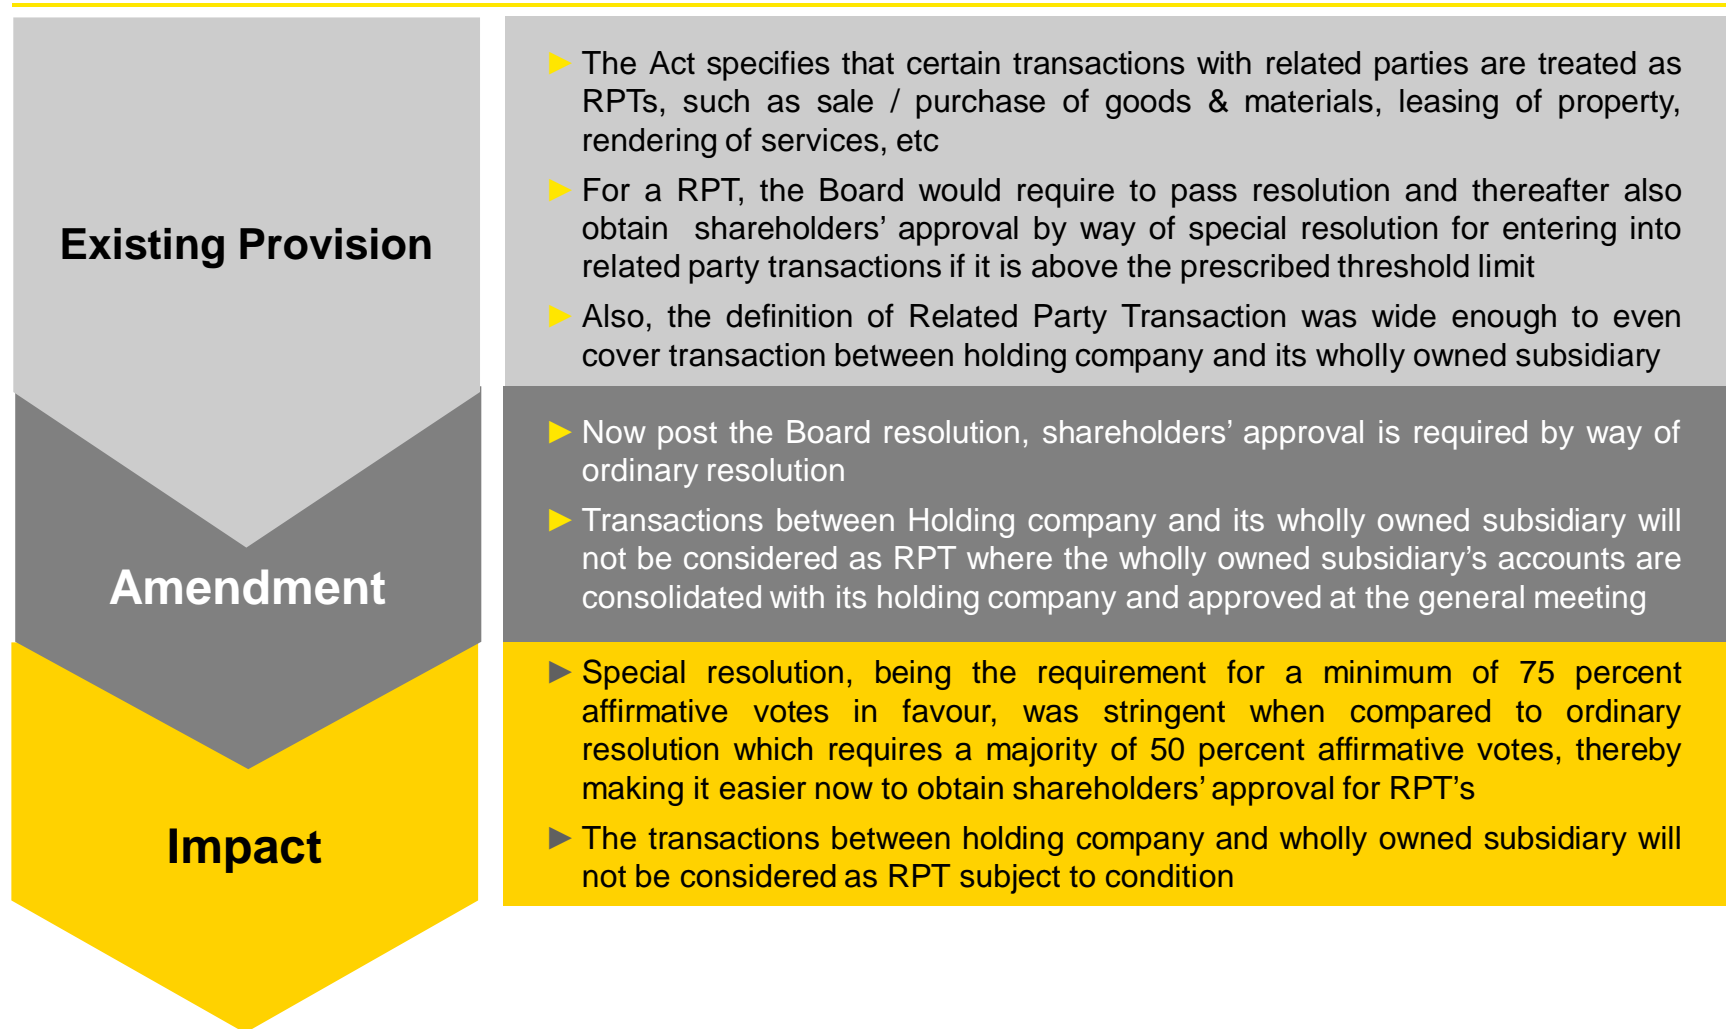 Existing Provision
► The Act specifies that certain transactions with related parties are treated as
RPTs, such as sale / purchase of goods & materials, leasing of property,
rendering of services, etc
► For a RPT, the Board would require to pass resolution and thereafter also
obtain shareholders’ approval by way of special resolution for entering into
related party transactions if it is above the prescribed threshold limit
► Also, the definition of Related Party Transaction was wide enough to even
cover transaction between holding company and its wholly owned subsidiary
Amendment
► Now post the Board resolution, shareholders’ approval is required by way of
ordinary resolution
► Transactions between Holding company and its wholly owned subsidiary will
not be considered as RPT where the wholly owned subsidiary’s accounts are
consolidated with its holding company and approved at the general meeting
Impact
► Special resolution, being the requirement for a minimum of 75 percent
affirmative votes in favour, was stringent when compared to ordinary
resolution which requires a majority of 50 percent affirmative votes, thereby
making it easier now to obtain shareholders’ approval for RPT’s
► The transactions between holding company and wholly owned subsidiary will
not be considered as RPT subject to condition